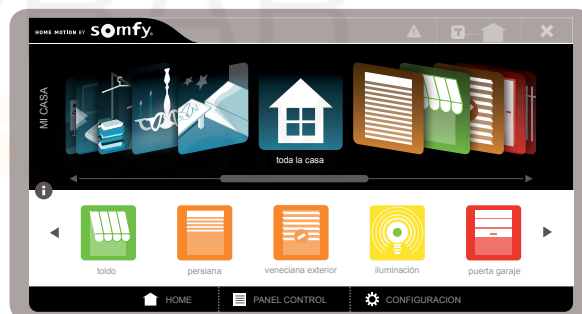 HOME MOTION BY somfy.
T
MI CASA
toda la casa
i
toldo
persiana
veneciana exterior
iluminación
puerta garaje
HOME
PANEL CONTROL
CONFIGURACION